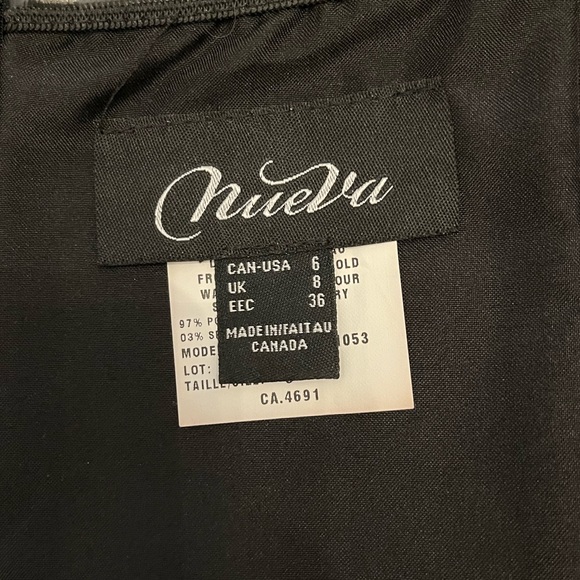 nueva
CAN-USA 6
UK 8
EEC 36
MADE IN/FAIT AU
CANADA
OLD
FR OUR
WA RY
97% PO
03% S
MODE 1053
LOT:
TAILLE/
CA.4691